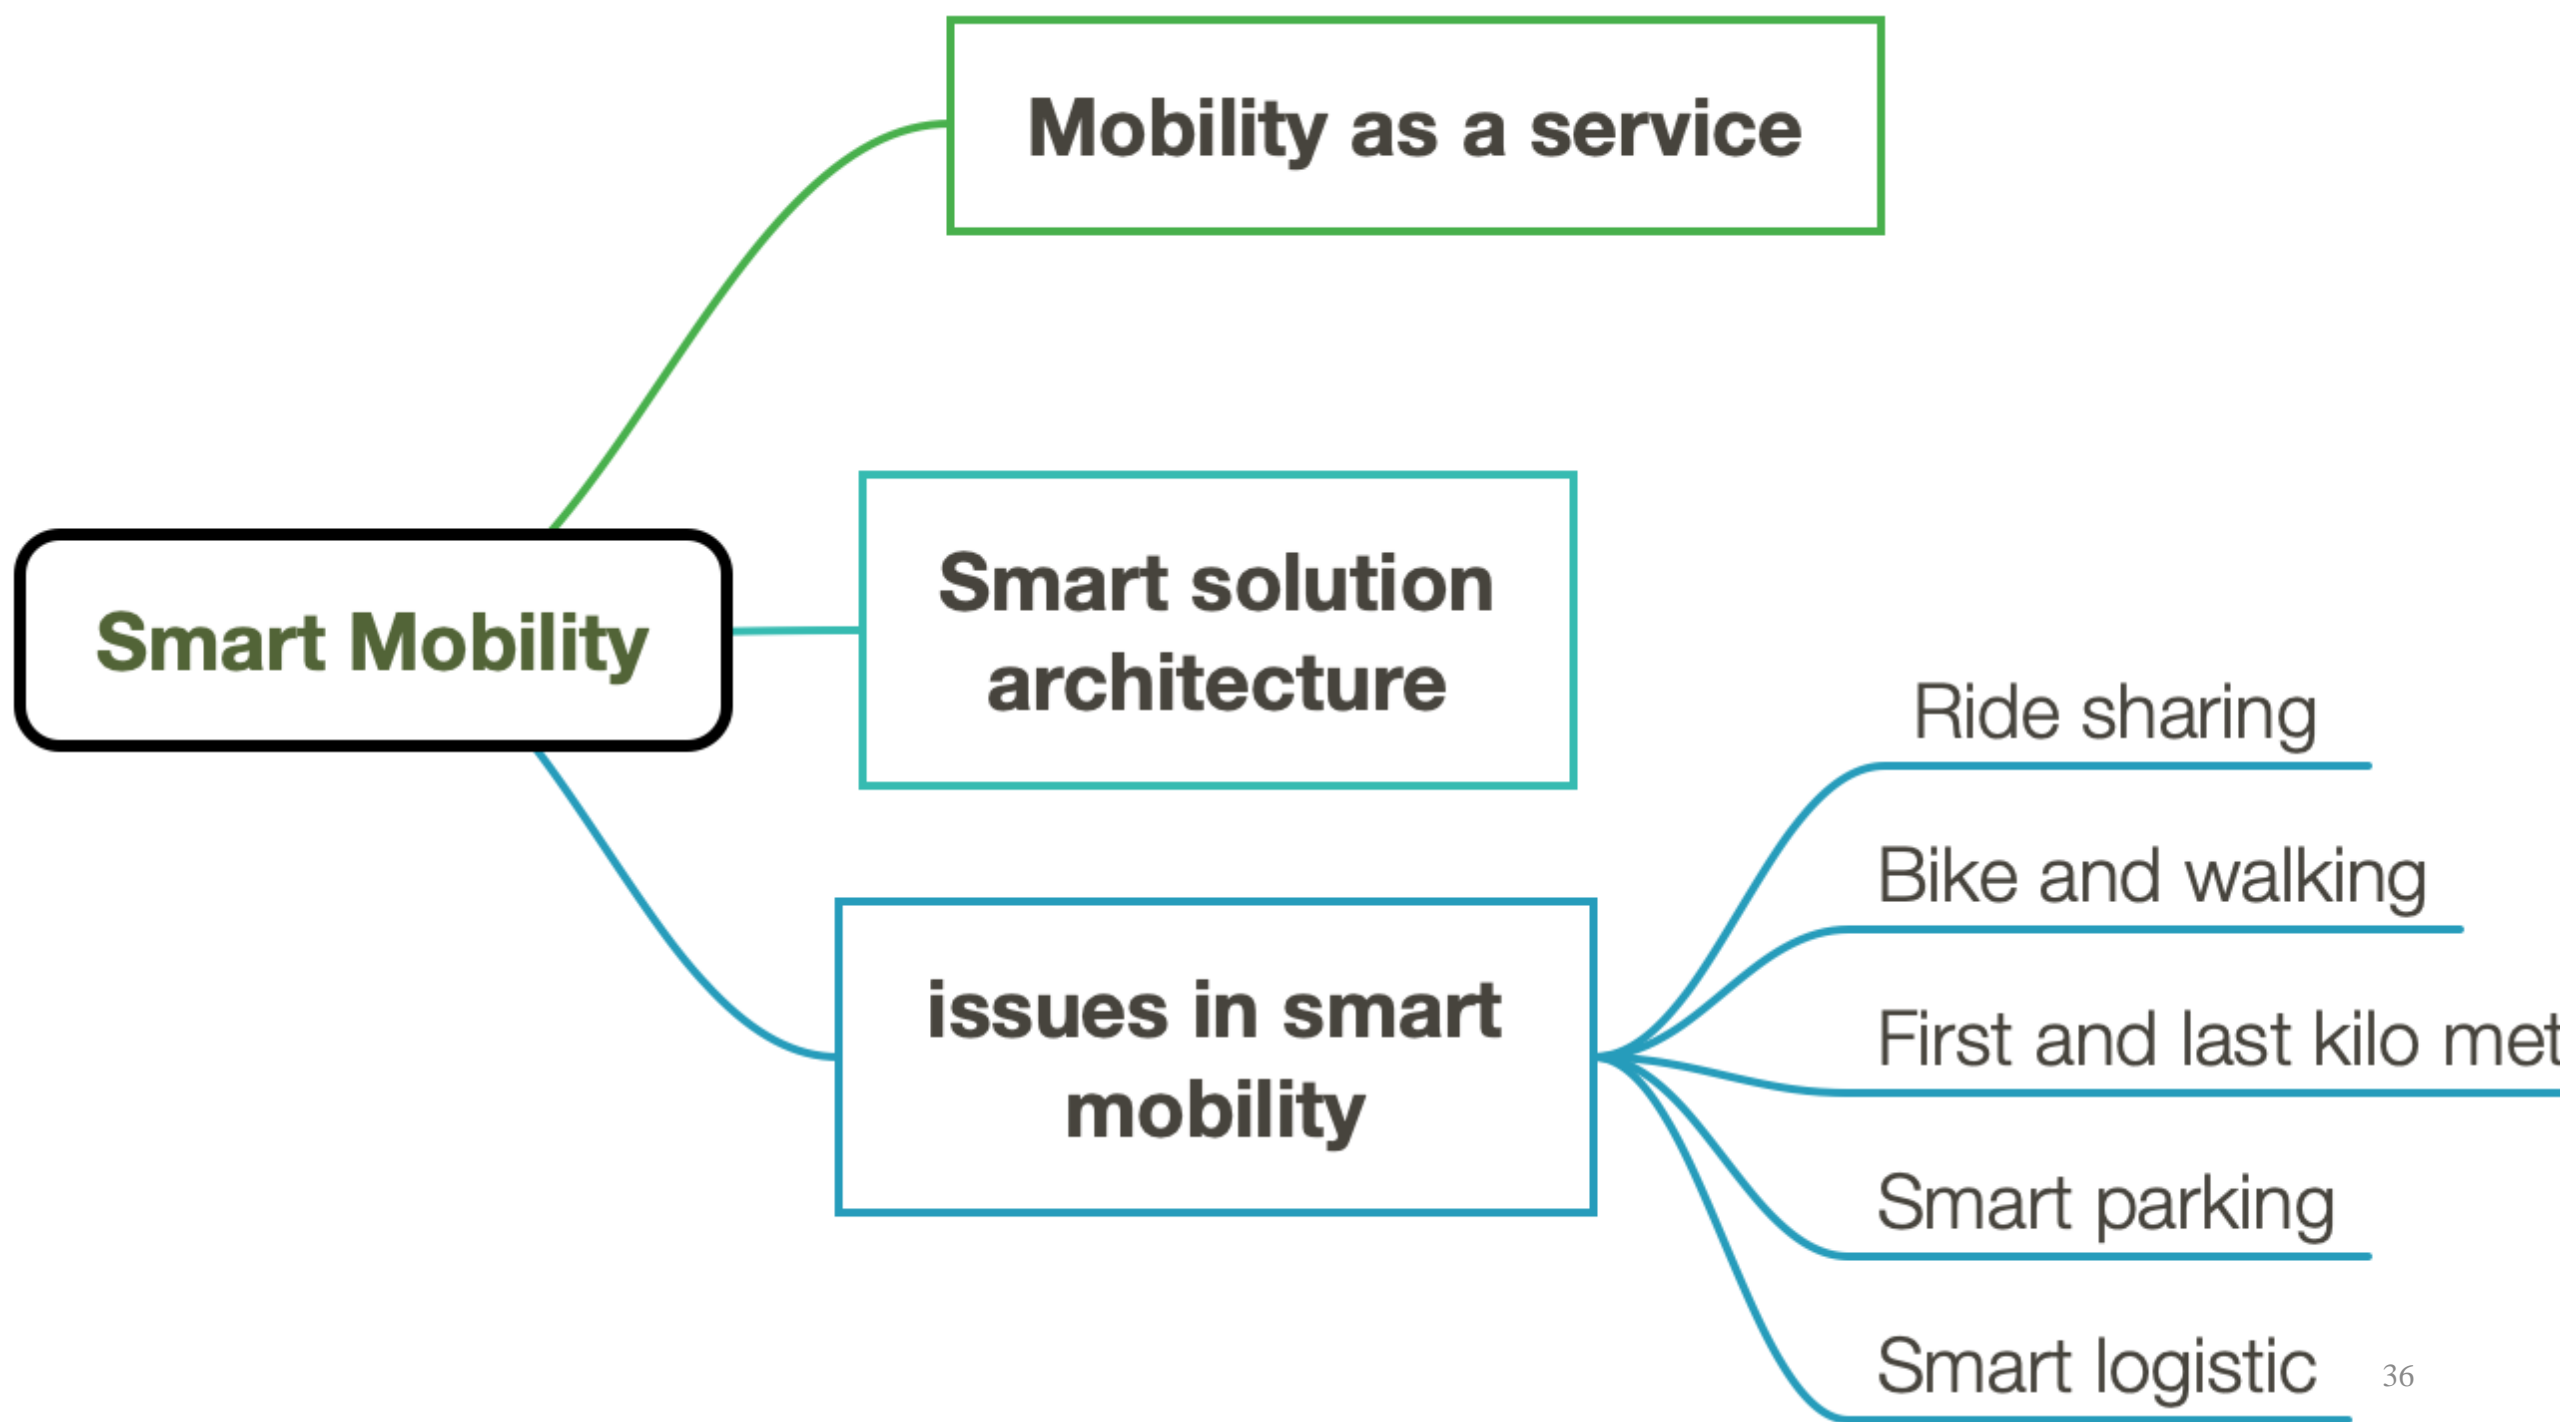 Mobility as a service
Smart solution
architecture
Smart Mobility
issues in smart
mobility
Ride sharing
Bike and walking
First and last kilo
Smart parking
Smart logistic
36